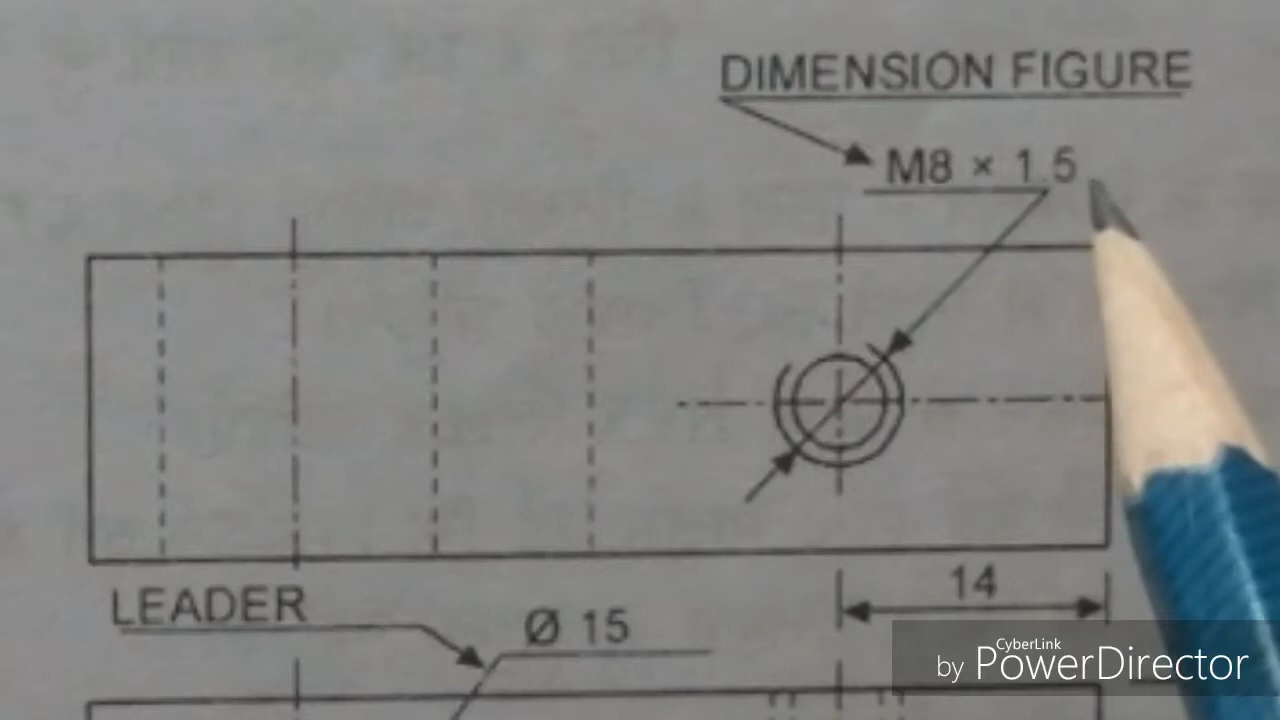 DIMENSION FIGURE
M8 × 1.5
14
LEADER
Ø 15
CyberLink
by PowerDirector